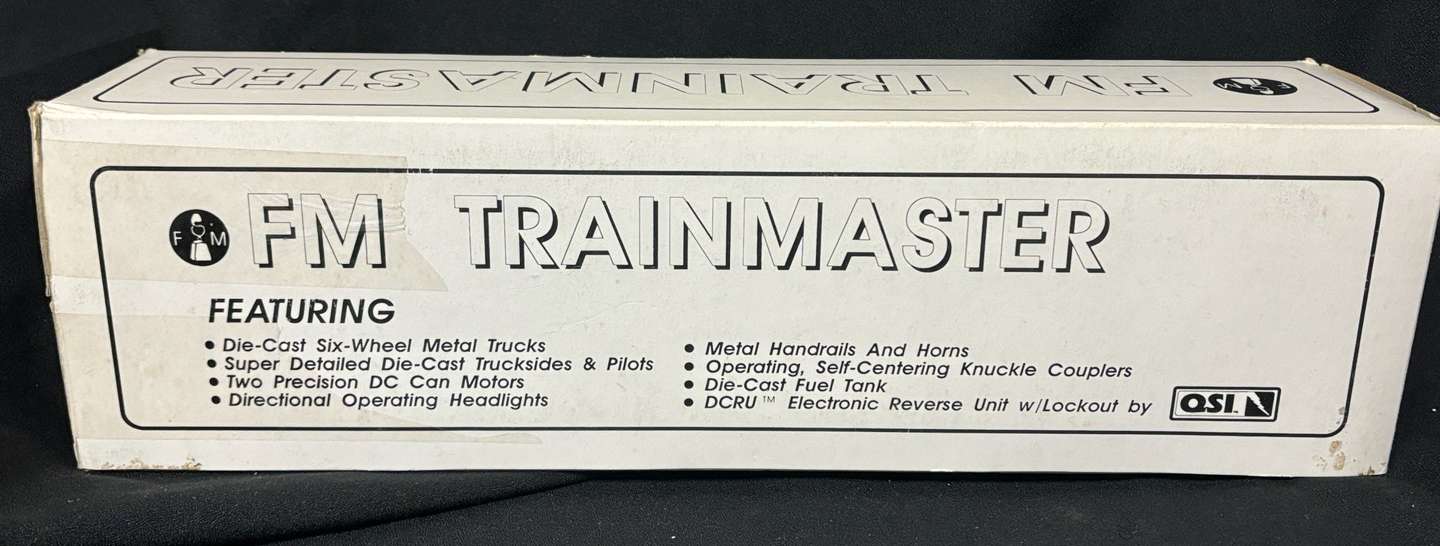 FM TRAINMASTER
F M
F M
FM TRAINMASTER
FEATURING
• Die-Cast Six-Wheel Metal Trucks
• Super Detailed Die-Cast Trucksides & Pilots
• Two Precision DC Can Motors
• Directional Operating Headlights
• Metal Handrails And Horns
• Operating, Self-Centering Knuckle Couplers
• Die-Cast Fuel Tank
• DCRU™ Electronic Reverse Unit w/Lockout by
QSI™